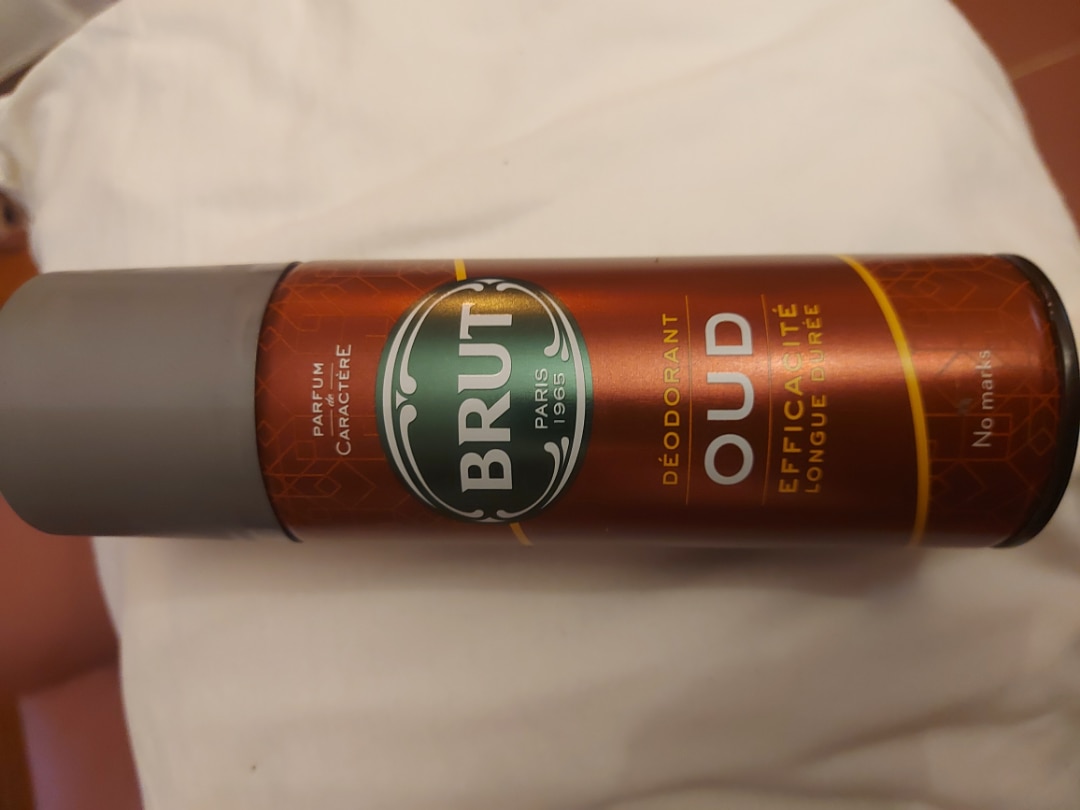 PARFUM
de
CARACTÈRE
BRUT
PARIS
1965
DÉODORANT
OUD
EFFICACITÉ
LONGUE DURÉE
No marks